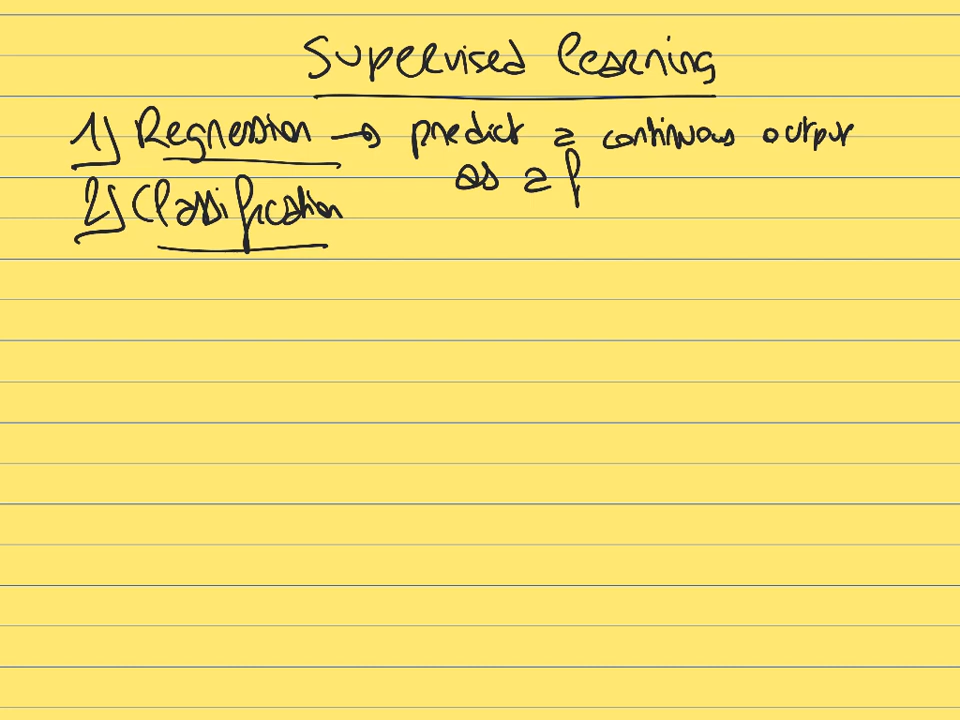 Supervised learning
1) Regression → predict a continuous output
as a f
2) Classification